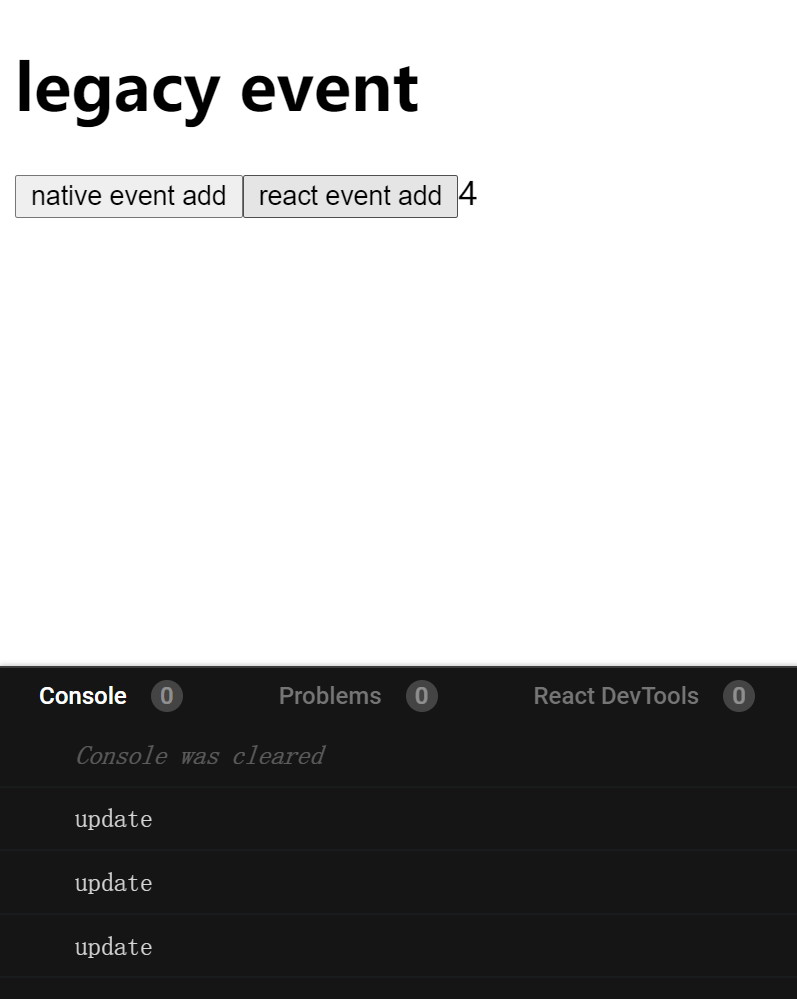 legacy event
native event add react event add 4
Console 0 Problems 0 React DevTools 0
Console was cleared
update
update
update